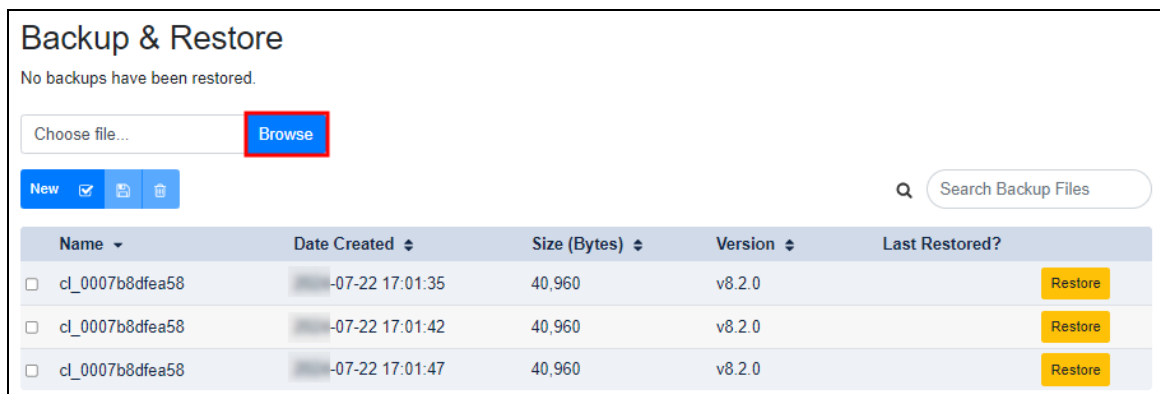 Backup & Restore
No backups have been restored.
Choose file... Browse
New Search Backup Files
Name Date Created Size (Bytes) Version Last Restored?
cl_0007b8dfea58 -07-22 17:01:35 40,960 v8.2.0 Restore
cl_0007b8dfea58 -07-22 17:01:42 40,960 v8.2.0 Restore
cl_0007b8dfea58 -07-22 17:01:47 40,960 v8.2.0 Restore